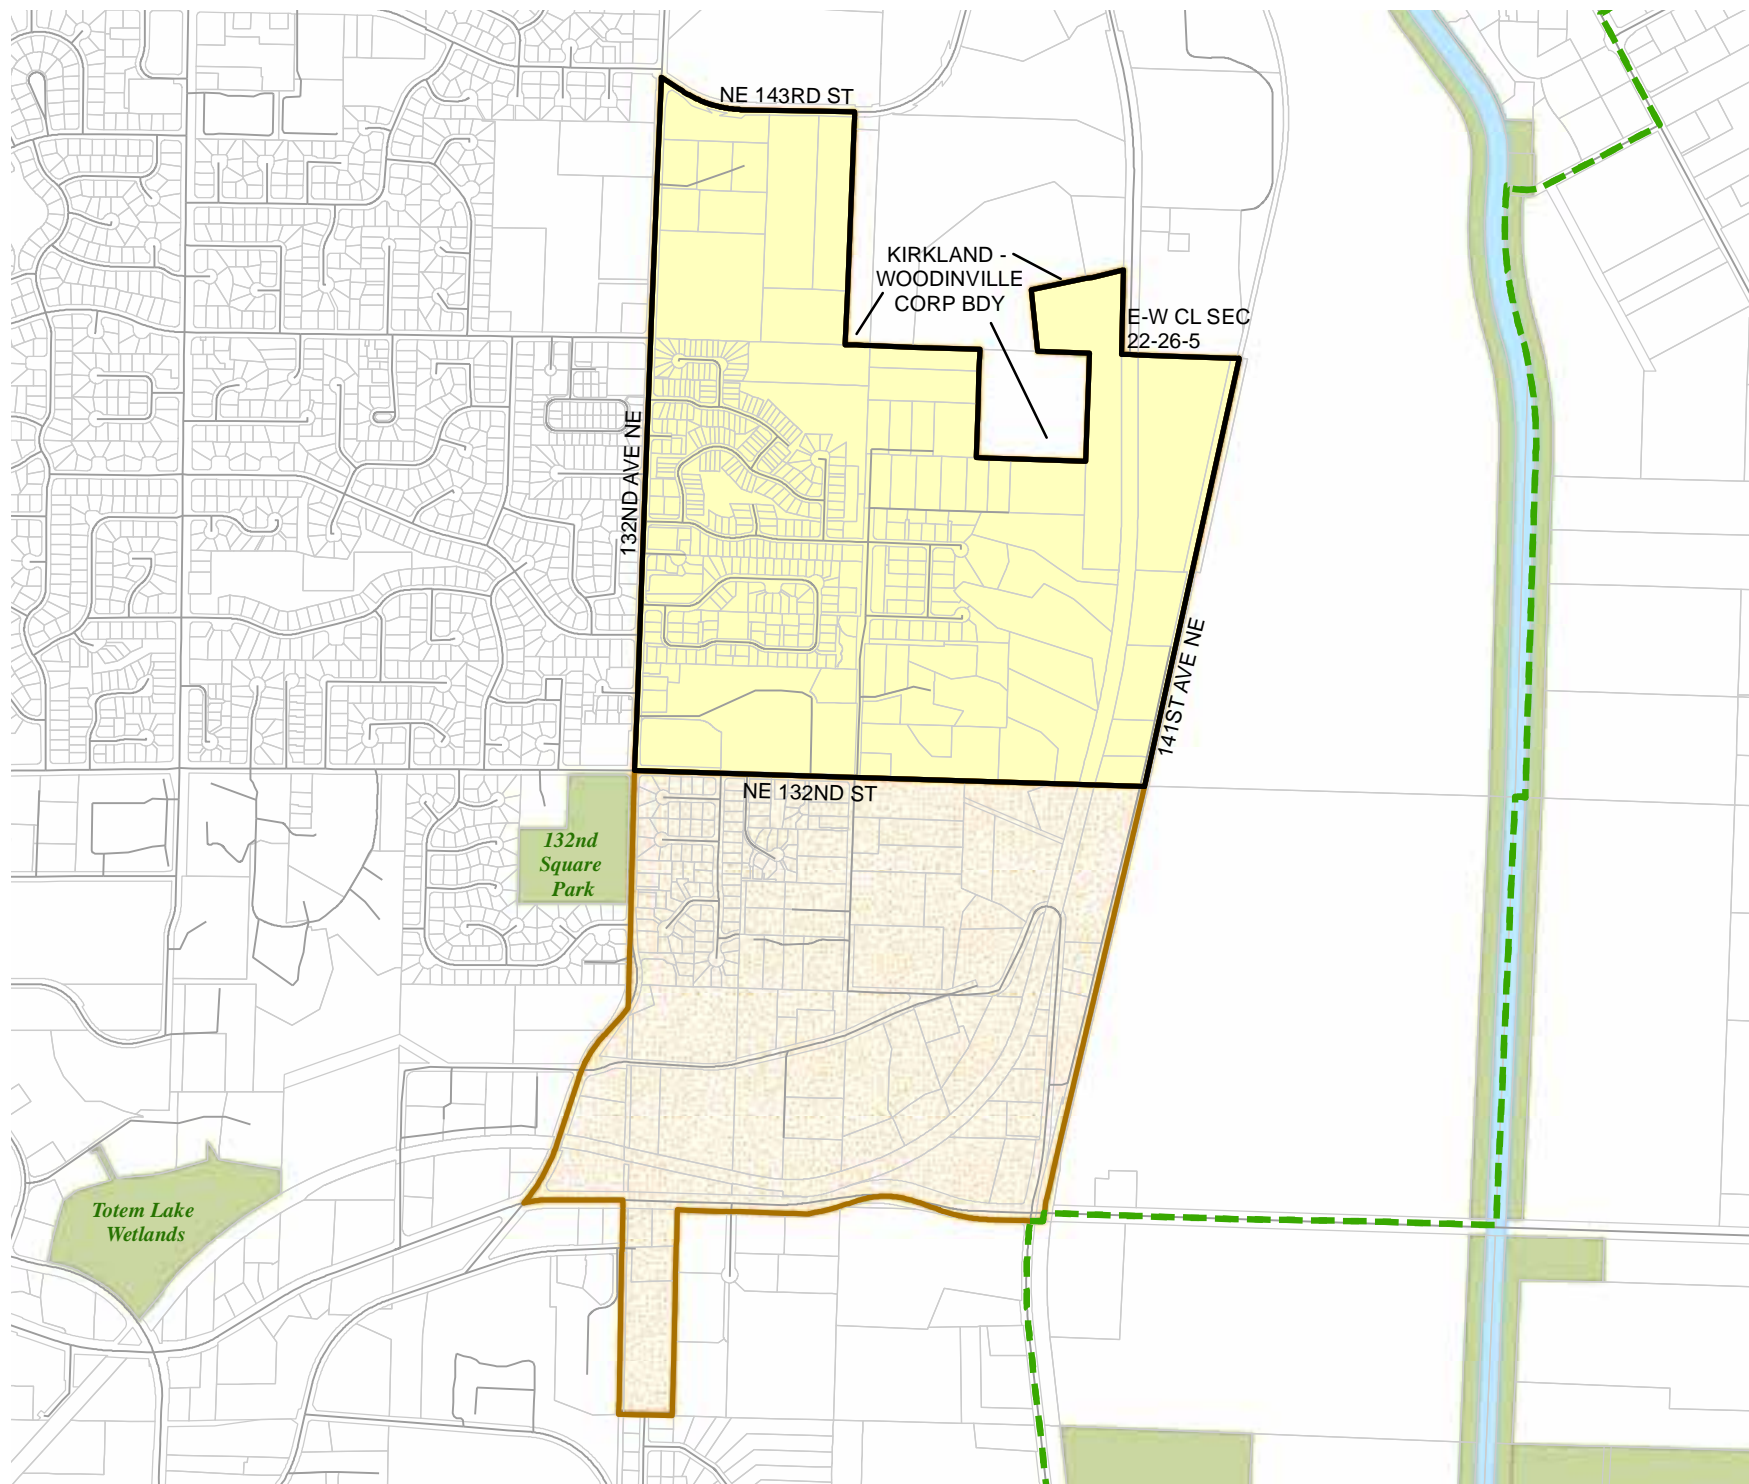 NE 143RD ST
KIRKLAND -
WOODINVILLE
CORP BDY
E-W CL SEC
22-26-5
132ND AVE NE
141ST AVE NE
NE 132ND ST
132nd
Square
Park
Totem Lake
Wetlands